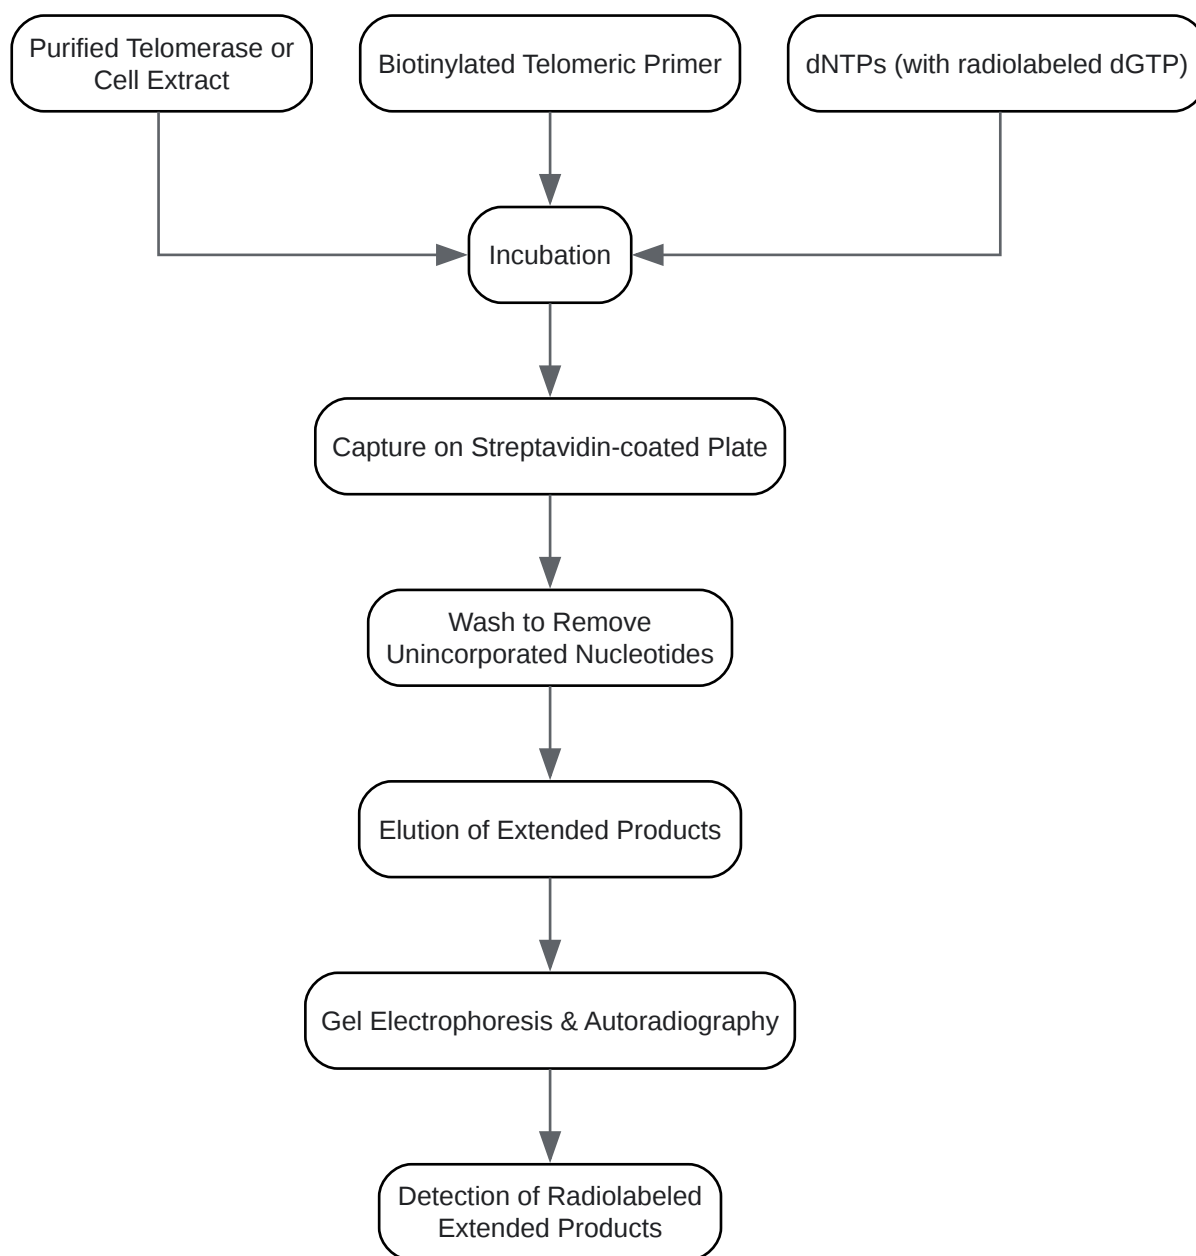 Purified Telomerase or
Cell Extract
Biotinylated Telomeric Primer
dNTPs (with radiolabeled dGTP)
Incubation
Capture on Streptavidin-coated Plate
Wash to Remove
Unincorporated Nucleotides
Elution of Extended Products
Gel Electrophoresis & Autoradiography
Detection of Radiolabeled
Extended Products